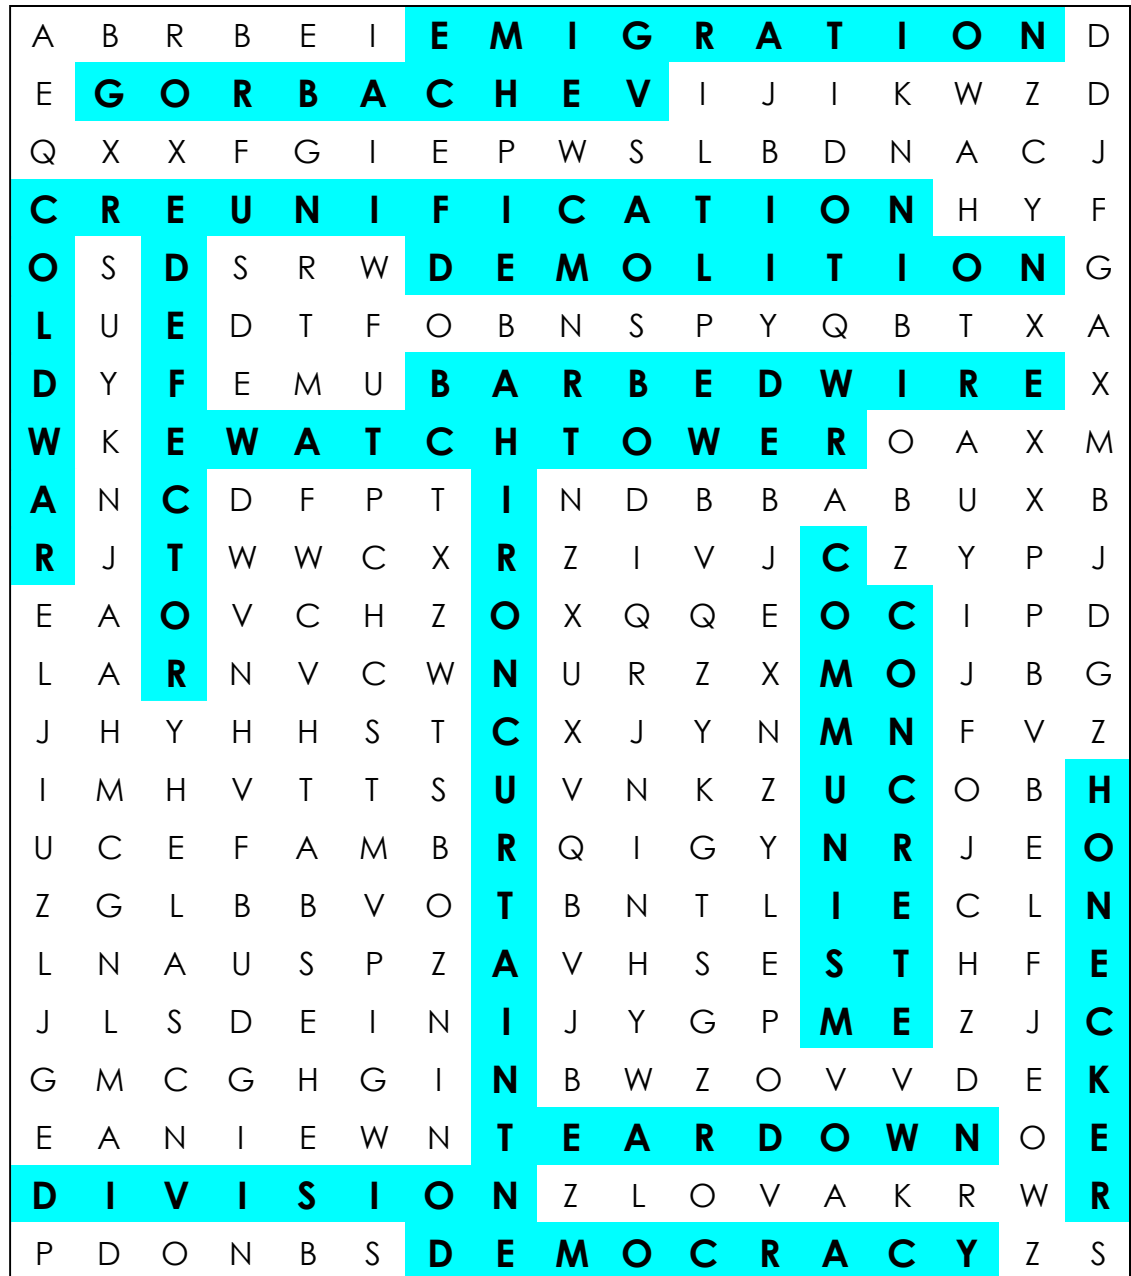 A B R B E I E M I G R A T I O N D
E G O R B A C H E V I J I K W Z D
Q X X F G I E P W S L B D N A C J
C R E U N I F I C A T I O N H Y F
O S D S R W D E M O L I T I O N G
L U E D T F O B N S P Y Q B T X A
D Y F E M U B A R B E D W I R E X
W K E W A T C H T O W E R O A X M
A N C D F P T I N D B B A B U X B
R J T W W C X R Z I V J C Z Y P J
E A O V C H Z O X Q Q E O C I P D
L A R N V C W N U R Z X M O J B G
J H Y H H S T C X J Y N M N F V Z
I M H V T T S U V N K Z U C O B H
U C E F A M B R Q I G Y N R J E O
Z G L B B V O T B N T L I E C L N
L N A U S P Z A V H S E S T H F E
J L S D E I N I J Y G P M E Z J C
G M C G H G I N B W Z O V V D E K
E A N I E W N T E A R D O W N O E
D I V I S I O N Z L O V A K R W R
P D O N B S D E M O C R A C Y Z S